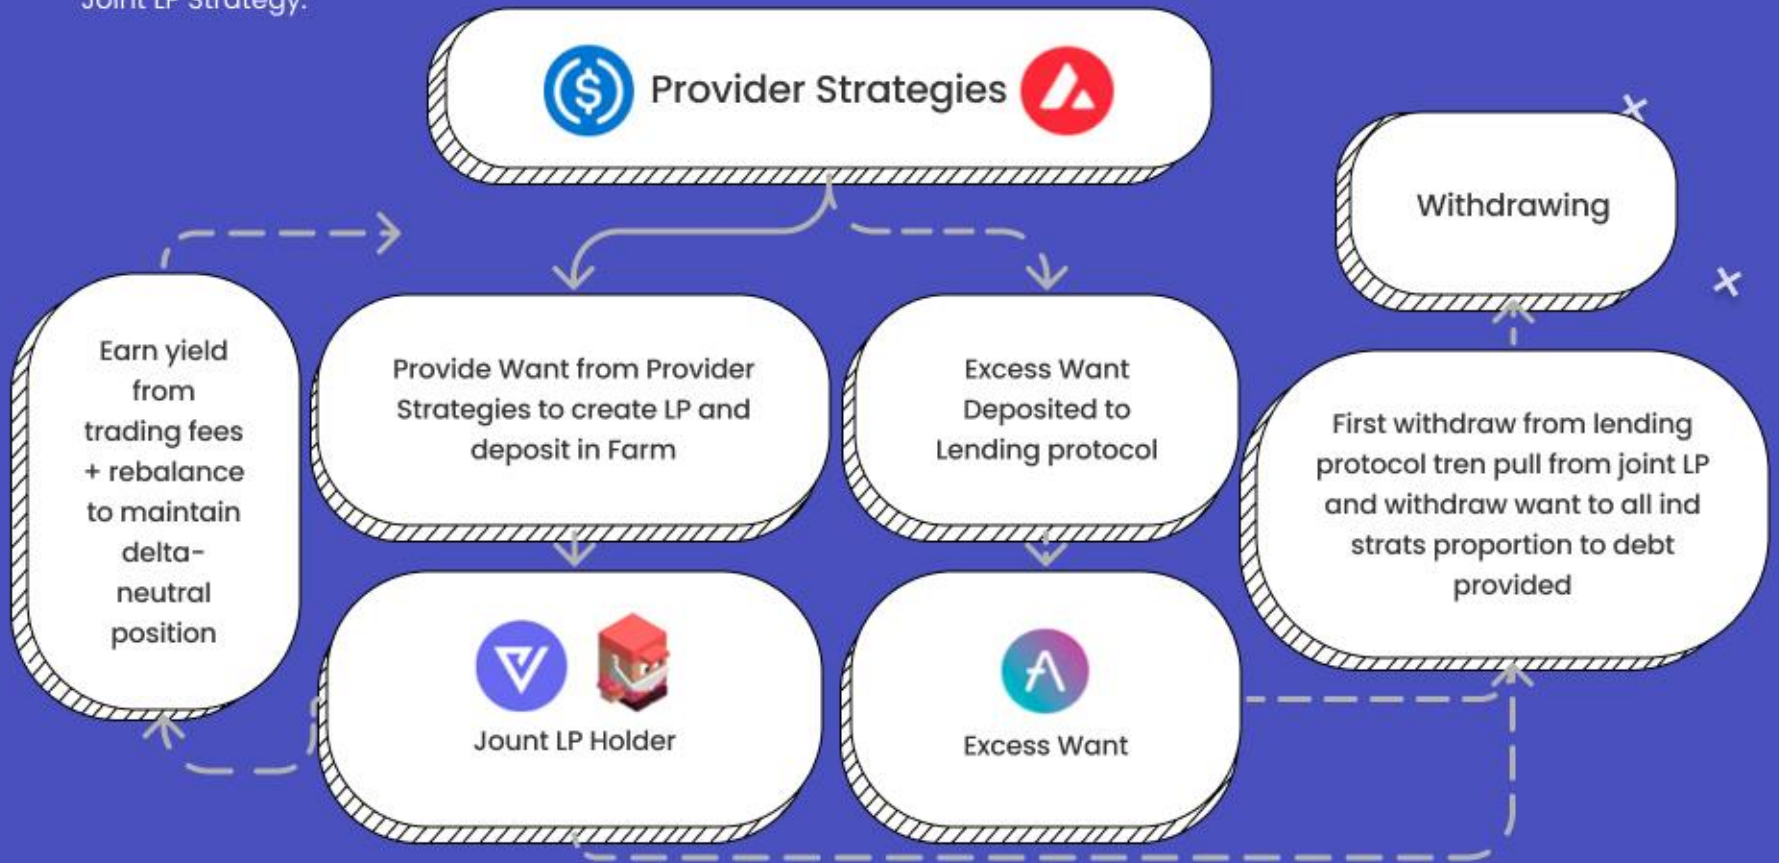 Joint LP Strategy.
Provider Strategies
Withdrawing
Earn yield
from
trading fees
+ rebalance
to maintain
delta-
neutral
position
Provide Want from Provider
Strategies to create LP and
deposit in Farm
Excess Want
Deposited to
Lending protocol
First withdraw from lending
protocol tren pull from joint LP
and withdraw want to all ind
strats proportion to debt
provided
Jount LP Holder
Excess Want